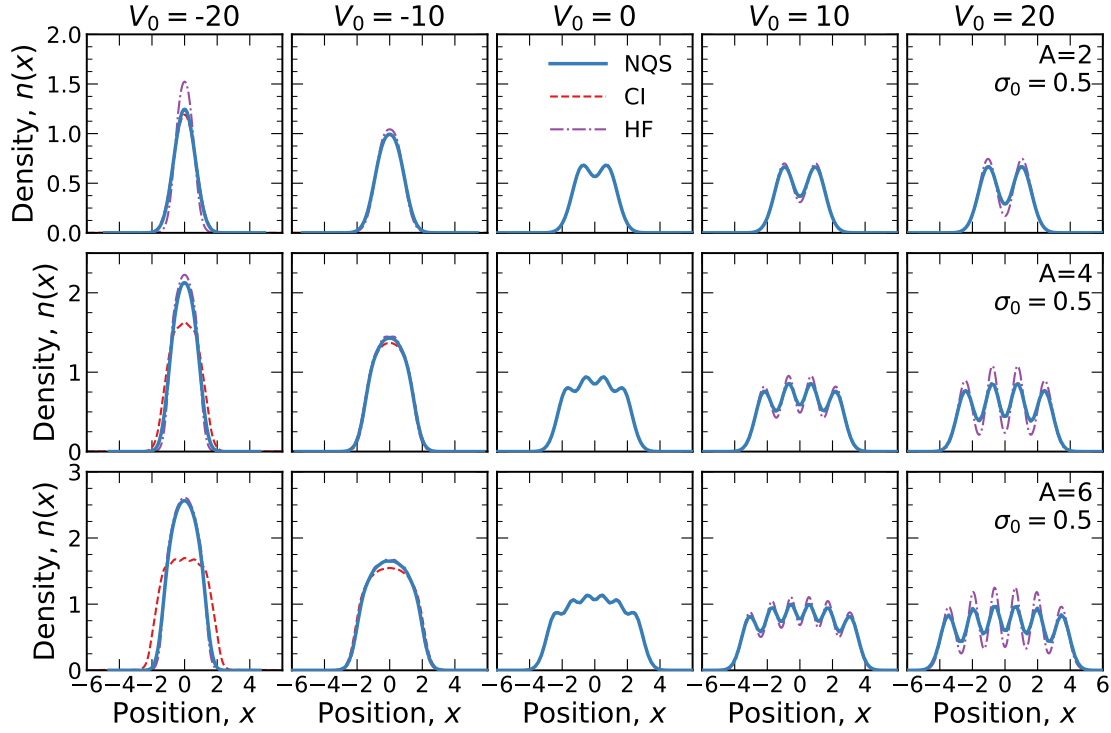 V₀ = -20 V₀ = -10 V₀ = 0 V₀ = 10 V₀ = 20
Density, n(x)
2.0
1.5
1.0
0.5
0.0
NQS
CI
HF
A=2
σ₀ = 0.5
Density, n(x)
2
1
0
A=4
σ₀ = 0.5
Density, n(x)
3
2
1
0
A=6
σ₀ = 0.5
−6 −4 −2 0 2 4 −6 −4 −2 0 2 4 −6 −4 −2 0 2 4 −6 −4 −2 0 2 4 −6 −4 −2 0 2 4 6
Position, x Position, x Position, x Position, x Position, x